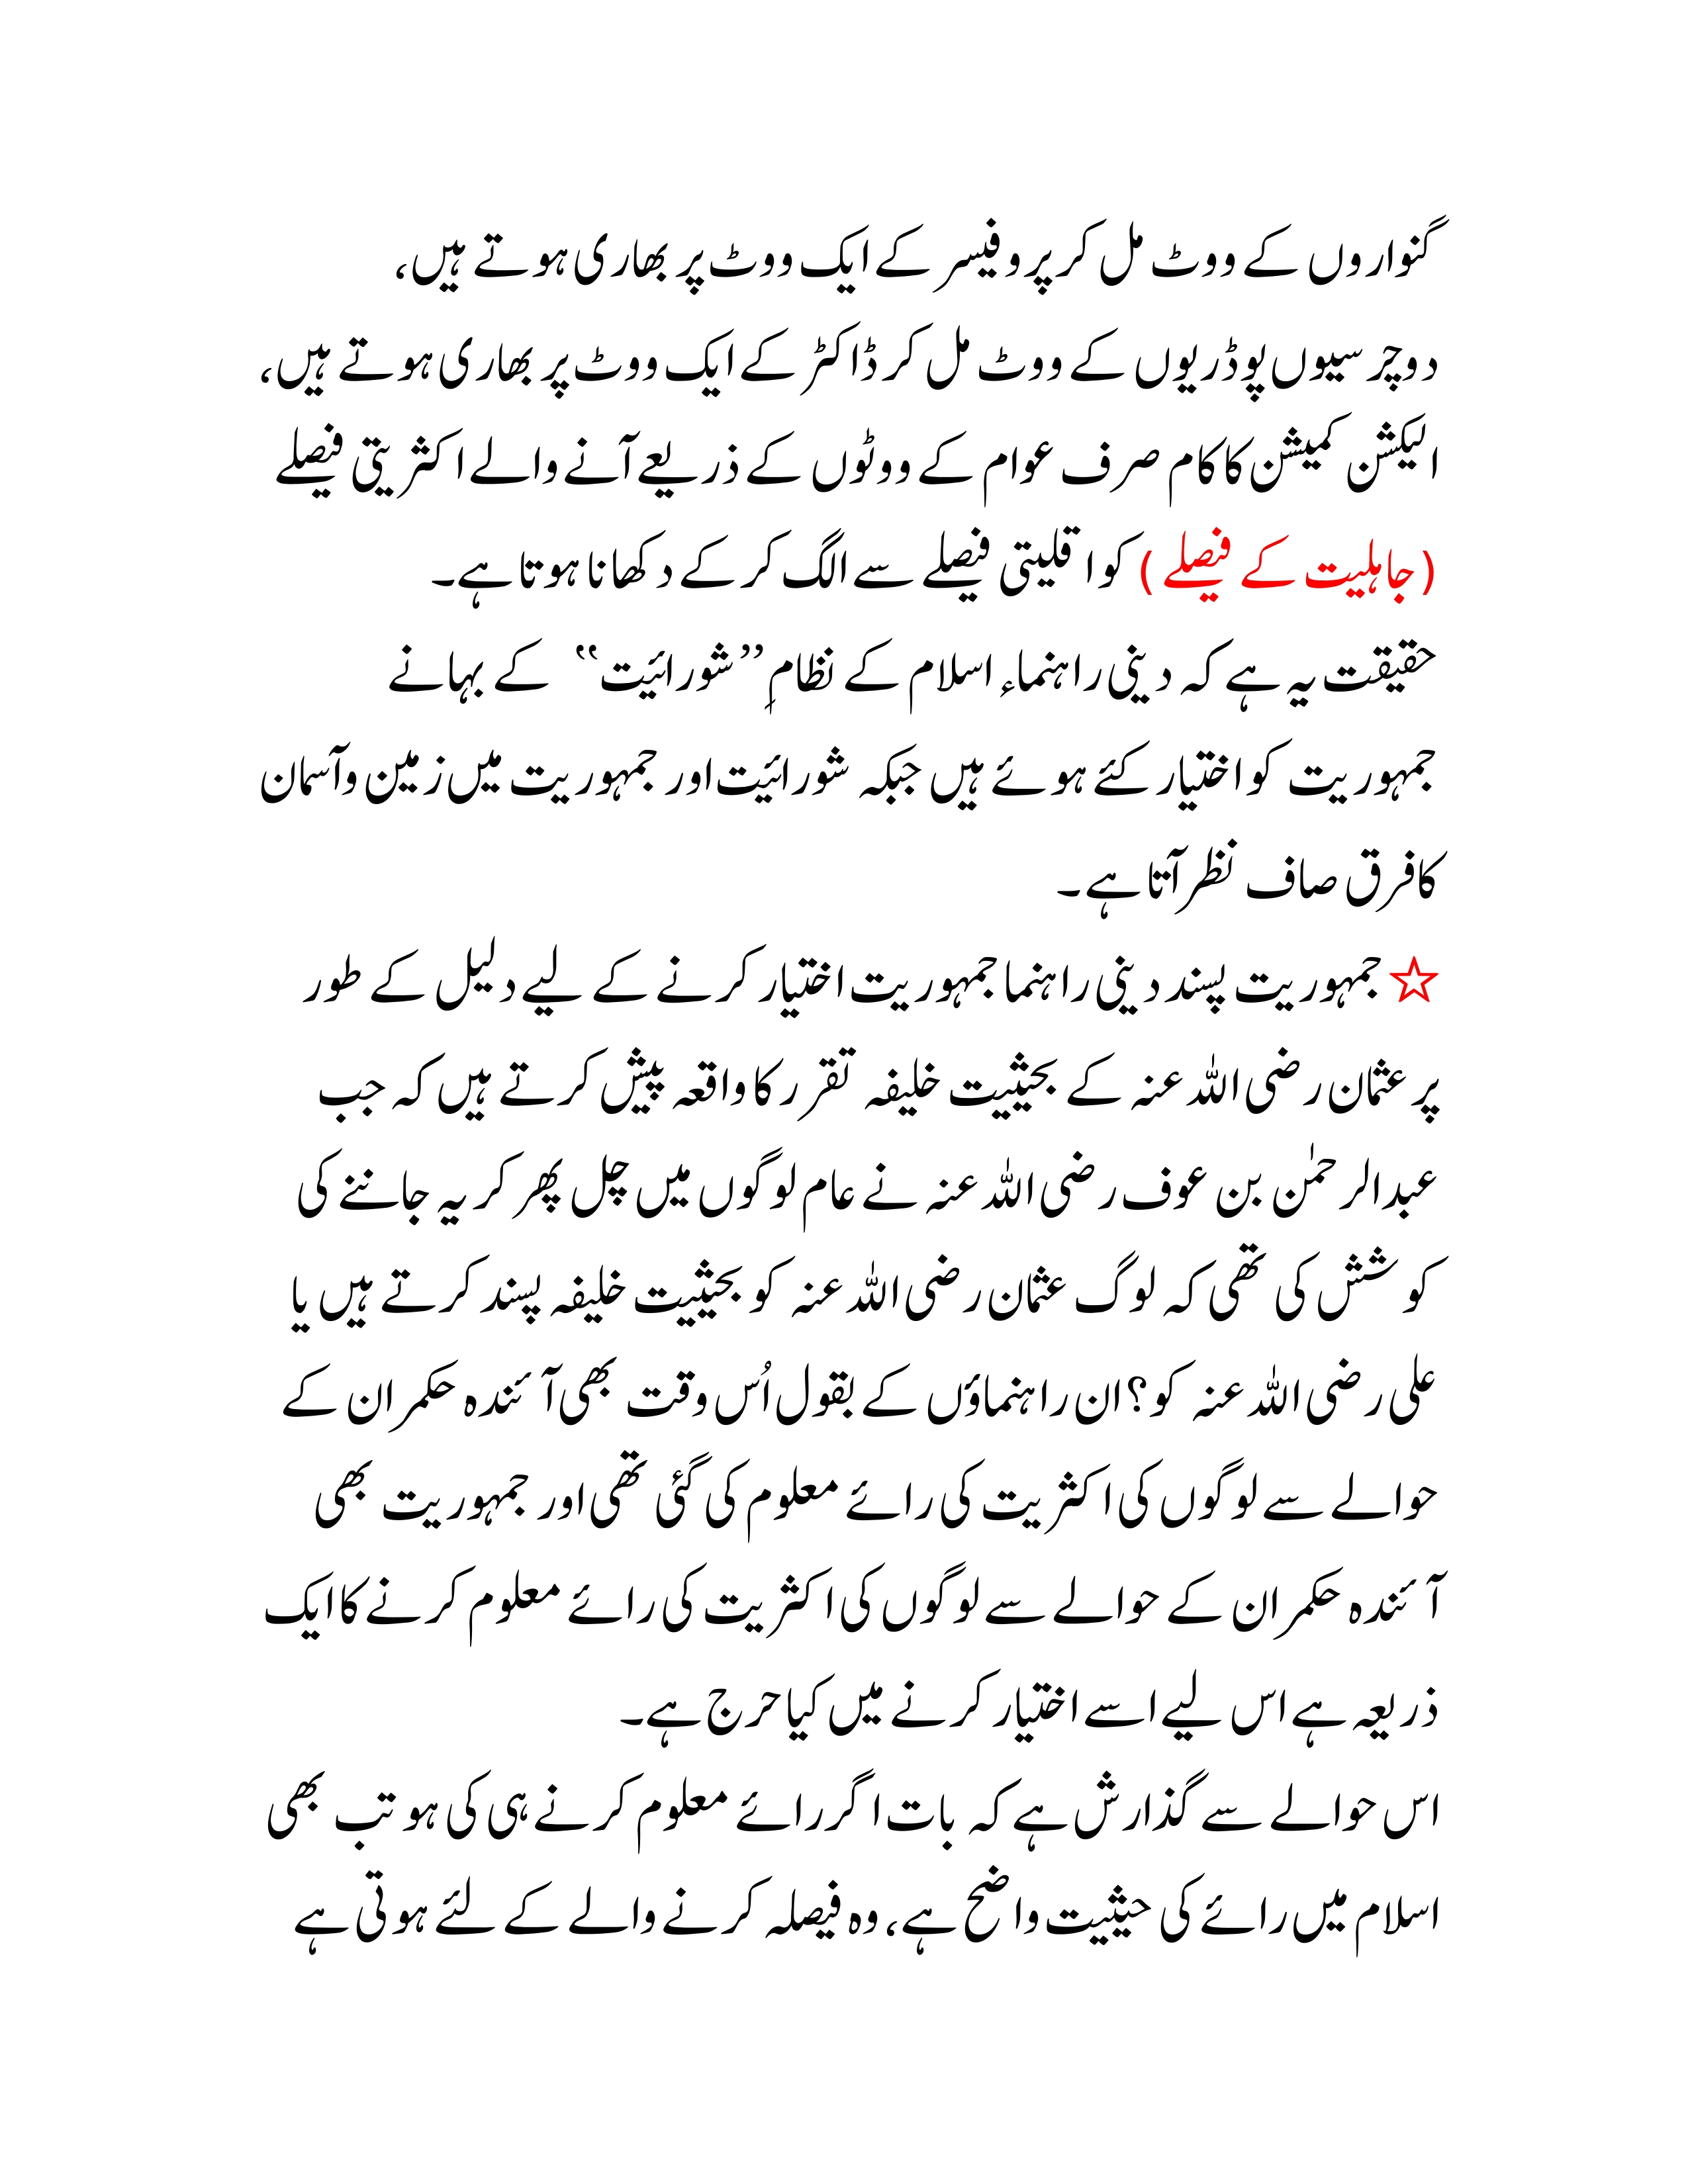 گنواروں کے ووٹ مل کر پروفیسر کے ایک ووٹ پر بھاری ہوتے ہیں،
دوچرسیوں پوڈریوں کے ووٹ مل کر ڈاکٹر کے ایک ووٹ پر بھاری ہوتے ہیں،
الیکشن کمیشن کا کام صرف عوام کے ووٹوں کے ذریعے آنے والے اکثریتی فیصلے
(جاہلیت کے فیصلے) کو اقلیتی فیصلے سے الگ کر کے دکھانا ہوتا ہے۔
حقیقت یہ ہے کہ دینی راہنماء اسلام کے نظامِ ”شورائیت“ کے بہانے
جمہوریت کو اختیار کئے ہوئے ہیں جبکہ شورائیت اور جمہوریت میں زمین و آسمان
کا فرق صاف نظر آتا ہے۔
☆ جمہوریت پسند دینی راہنما جمہوریت اختیار کرنے کے لیے دلیل کے طور
پر عثمان رضی اللہ عنہ کے بحیثیت خلیفہ تقرر کا واقعہ پیش کرتے ہیں کہ جب
عبدالرحمٰن بن عوف رضی اللہ عنہ نے عام لوگوں میں چل پھر کر یہ جاننے کی
کوشش کی تھی کہ لوگ عثمان رضی اللہ عنہ کو بحیثیت خلیفہ پسند کرتے ہیں یا
علی رضی اللہ عنہ کو؟ ان راہنماؤں کے بقول اُس وقت بھی آئندہ حکمران کے
حوالے سے لوگوں کی اکثریت کی رائے معلوم کی گئی تھی اور جمہوریت بھی
آئندہ حکمران کے حوالے سے لوگوں کی اکثریت کی رائے معلوم کرنے کا ایک
ذریعہ ہے اس لیے اسے اختیار کرنے میں کیا حرج ہے۔
اس حوالے سے گذارش ہے کہ بات اگر رائے معلوم کرنے ہی کی ہو تب بھی
اسلام میں رائے کی حیثیت واضح ہے، وہ فیصلہ کرنے والے کے لئے ہوتی ہے